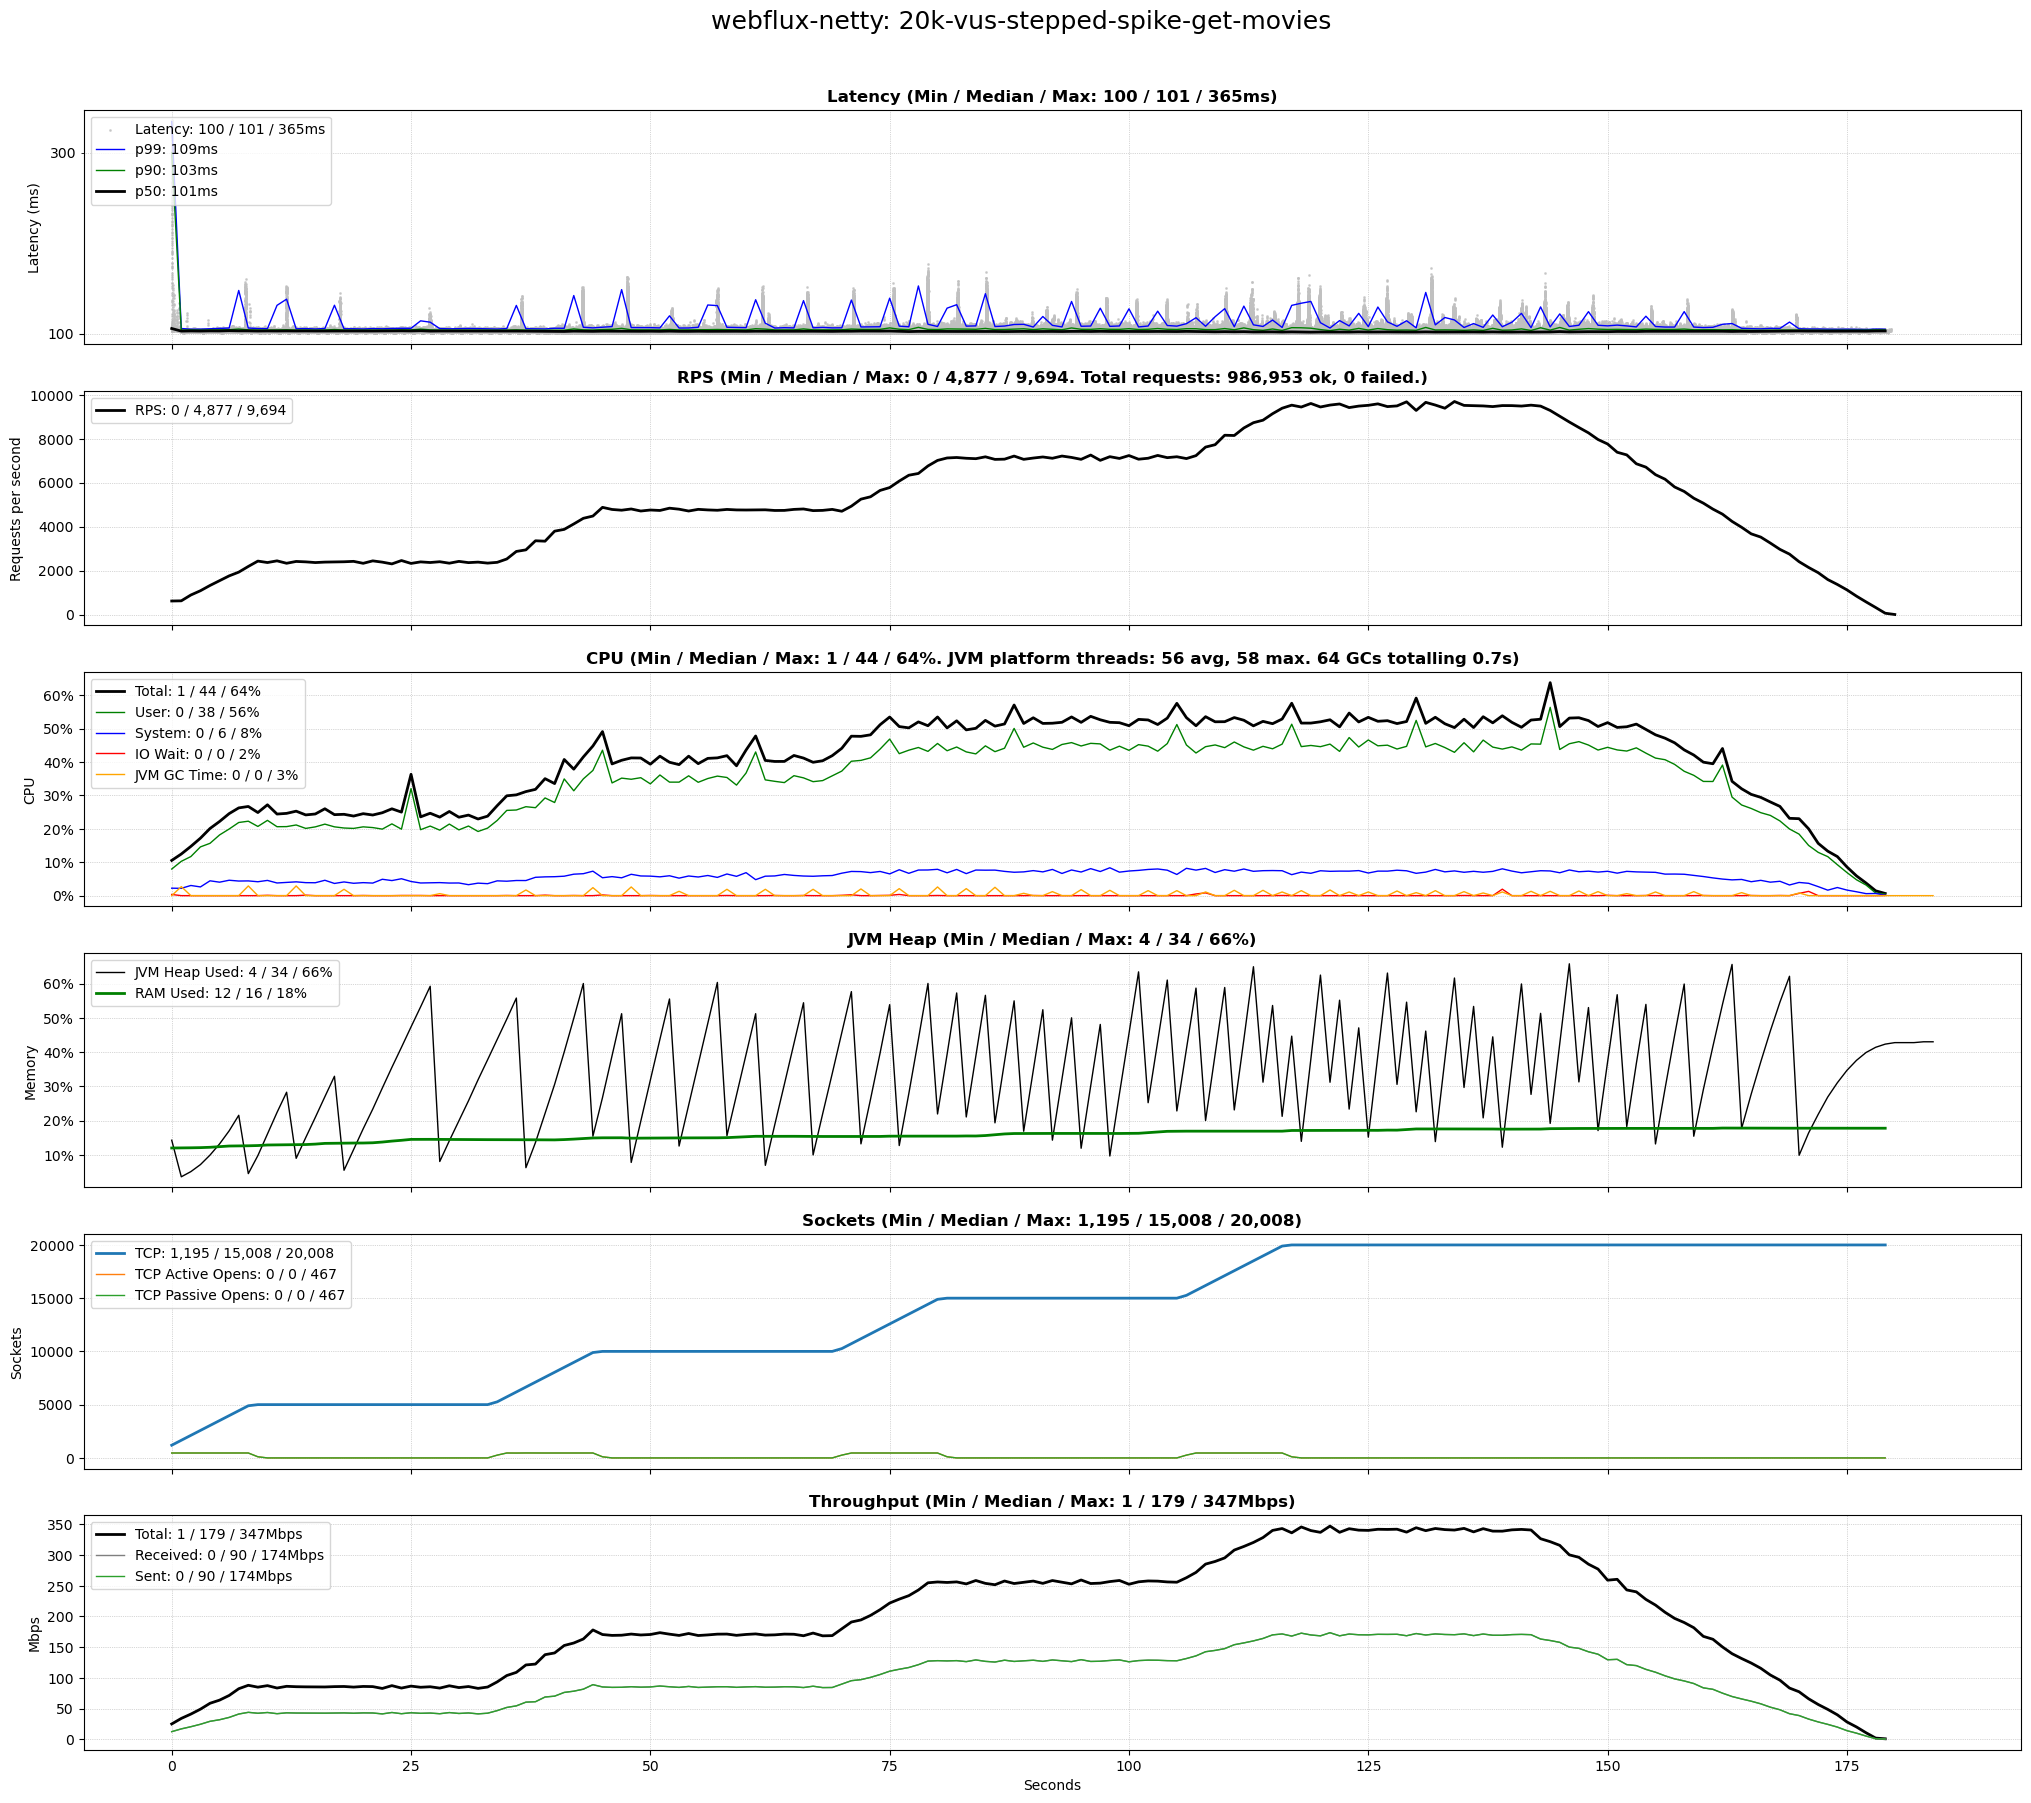 webflux-netty: 20k-vus-stepped-spike-get-movies
Latency (Min / Median / Max: 100 / 101 / 365ms)
Latency: 100 / 101 / 365ms
p99: 109ms
p90: 103ms
p50: 101ms
300
100
Latency (ms)
RPS (Min / Median / Max: 0 / 4,877 / 9,694. Total requests: 986,953 ok, 0 failed.)
RPS: 0 / 4,877 / 9,694
10000
8000
6000
4000
2000
0
Requests per second
CPU (Min / Median / Max: 1 / 44 / 64%. JVM platform threads: 56 avg, 58 max. 64 GCs totalling 0.7s)
Total: 1 / 44 / 64%
User: 0 / 38 / 56%
System: 0 / 6 / 8%
IO Wait: 0 / 0 / 2%
JVM GC Time: 0 / 0 / 3%
60%
50%
40%
30%
20%
10%
0%
CPU
JVM Heap (Min / Median / Max: 4 / 34 / 66%)
JVM Heap Used: 4 / 34 / 66%
RAM Used: 12 / 16 / 18%
60%
50%
40%
30%
20%
10%
Memory
Sockets (Min / Median / Max: 1,195 / 15,008 / 20,008)
TCP: 1,195 / 15,008 / 20,008
TCP Active Opens: 0 / 0 / 467
TCP Passive Opens: 0 / 0 / 467
20000
15000
10000
5000
0
Sockets
Throughput (Min / Median / Max: 1 / 179 / 347Mbps)
Total: 1 / 179 / 347Mbps
Received: 0 / 90 / 174Mbps
Sent: 0 / 90 / 174Mbps
350
300
250
200
150
100
50
0
Mbps
0 25 50 75 100 125 150 175
Seconds